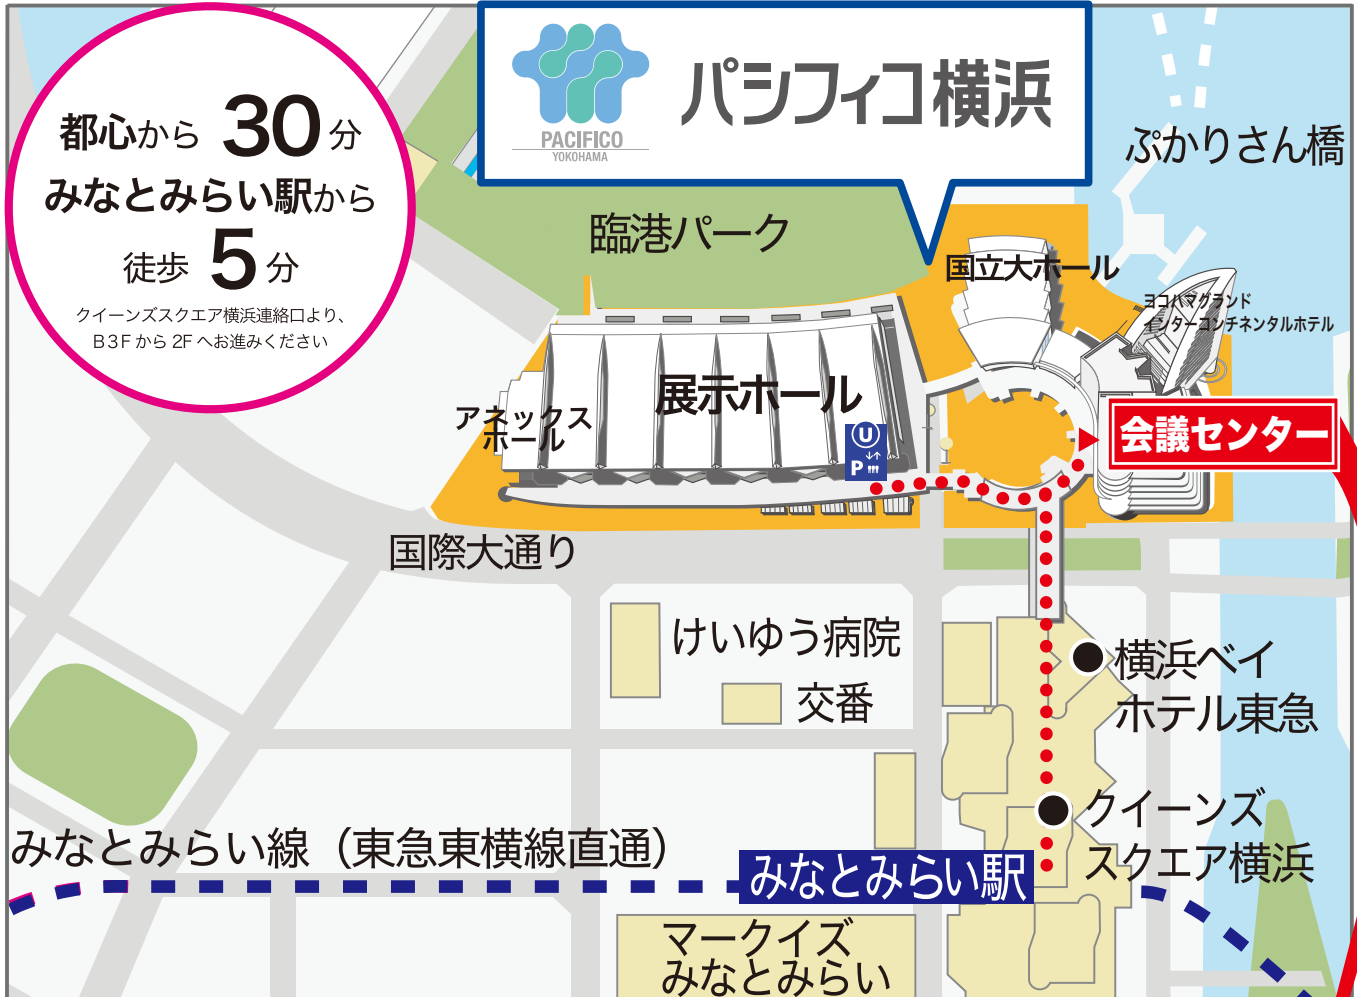 都心から 30 分
みなとみらい駅から
徒歩 5 分
クイーンズスクエア横浜連絡口より、
B3Fから2Fへお進みください
PACIFICO
YOKOHAMA
パシフィコ横浜
ぷかりさん橋
臨港パーク
国立大ホール
ヨコハマグランド
インターコンチネンタルホテル
展示ホール
アネックス
ホール
U
P
会議センター
国際大通り
けいゆう病院
交番
横浜ベイ
ホテル東急
クイーンズ
スクエア横浜
みなとみらい線（東急東横線直通）
みなとみらい駅
マークイズ
みなとみらい